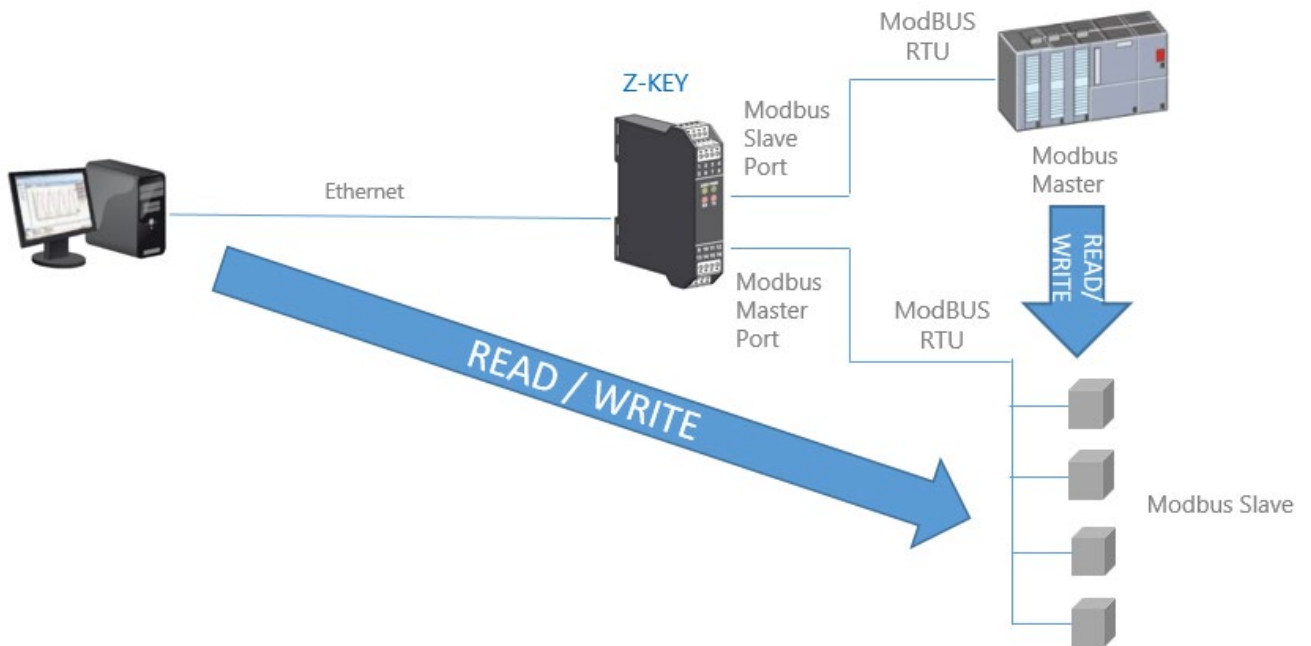 ModBUS
RTU
Z-KEY
Modbus
Slave
Port
Ethernet
Modbus
Master
READ/
WRITE
Modbus
Master
Port
ModBUS
RTU
READ / WRITE
Modbus Slave